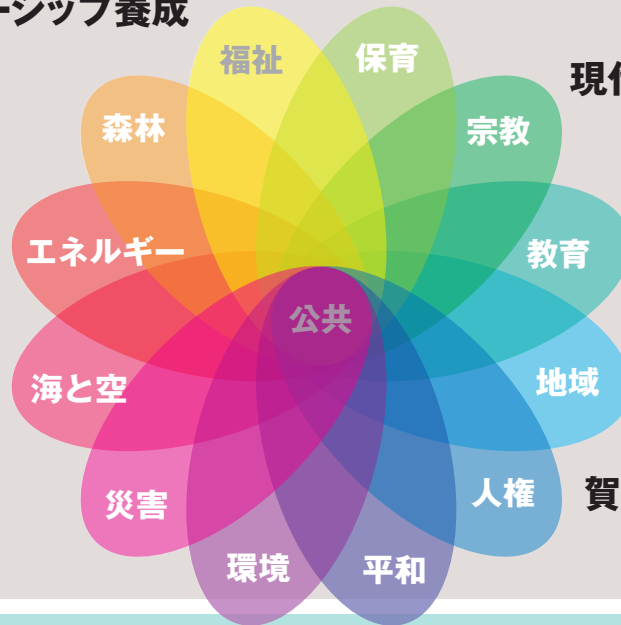 ーシップ養成
福祉
保育
現代
森林
宗教
エネルギー
教育
公共
海と空
地域
災害
人権
賀
環境
平和